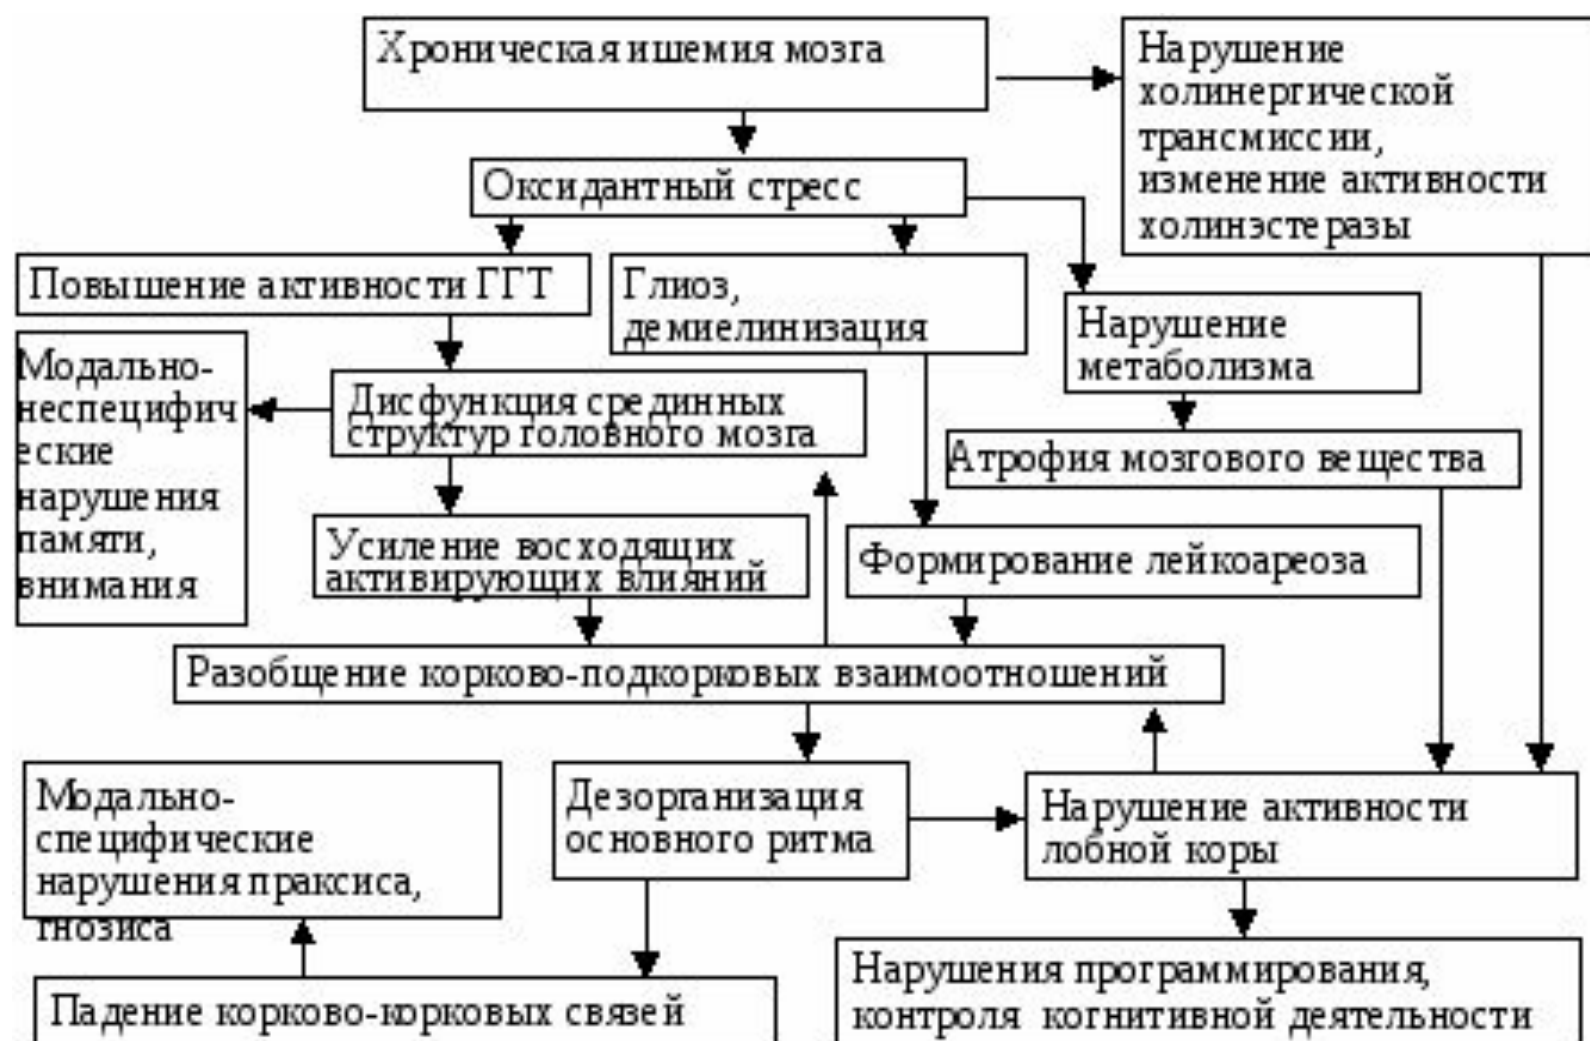 Хроническая ишемия мозга
Нарушение
холинергической
трансмиссии,
изменение активности
холинэстеразы
Оксидантный стресс
Повышение активности ГГТ
Глиоз,
демиелинизация
Нарушение
метаболизма
Модально-
неспецифич
еские
нарушения
памяти,
внимания
Дисфункция срединных
структур головного мозга
Атрофия мозгового вещества
Усиление восходящих
активирующих влияний
Формирование лейкоареоза
Разобщение корково-подкорковых взаимоотношений
Модально-
специфические
нарушения праксиса,
гнозиса
Дезорганизация
основного ритма
Нарушение активности
лобной коры
Падение корково-корковых связей
Нарушения программирования,
контроля когнитивной деятельности